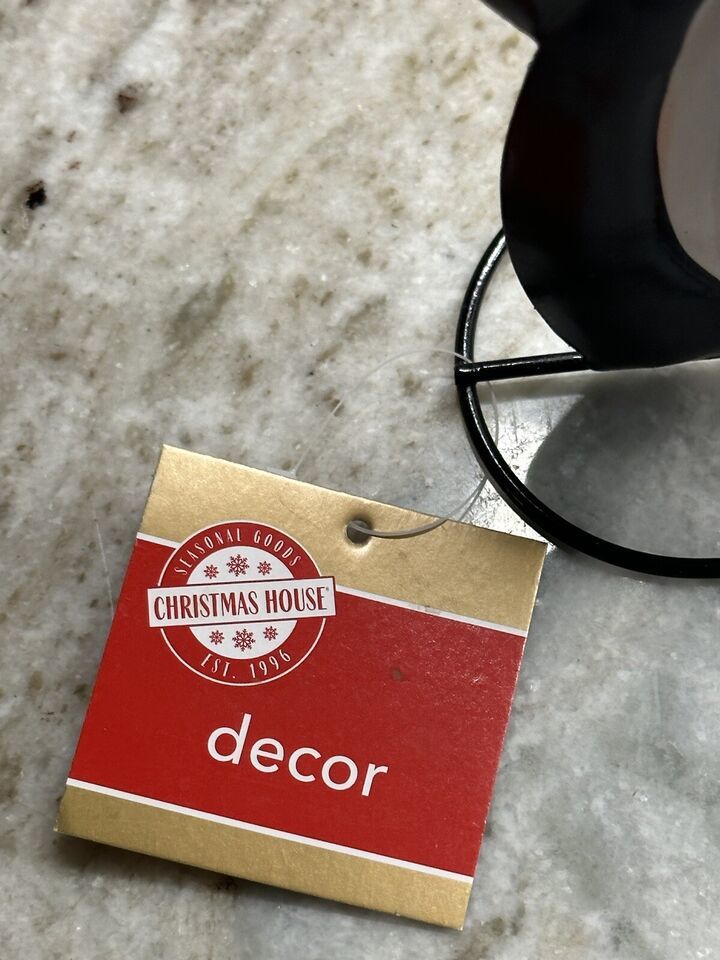 SEASONAL GOODS
CHRISTMAS HOUSE®
EST. 1996
decor